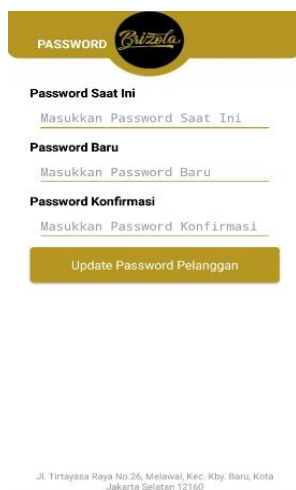 PASSWORD
Brizola
Password Saat Ini
Masukkan Password Saat Ini
Password Baru
Masukkan Password Baru
Password Konfirmasi
Masukkan Password Konfirmasi
Update Password Pelanggan
Jl. Tirtayasa Raya No.26, Melawai, Kec. Kby. Baru, Kota
Jakarta Selatan 12160